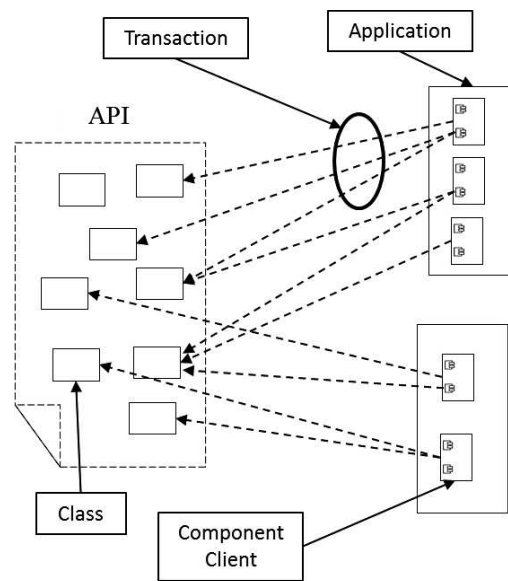 Transaction
Application
API
Class
Component
Client